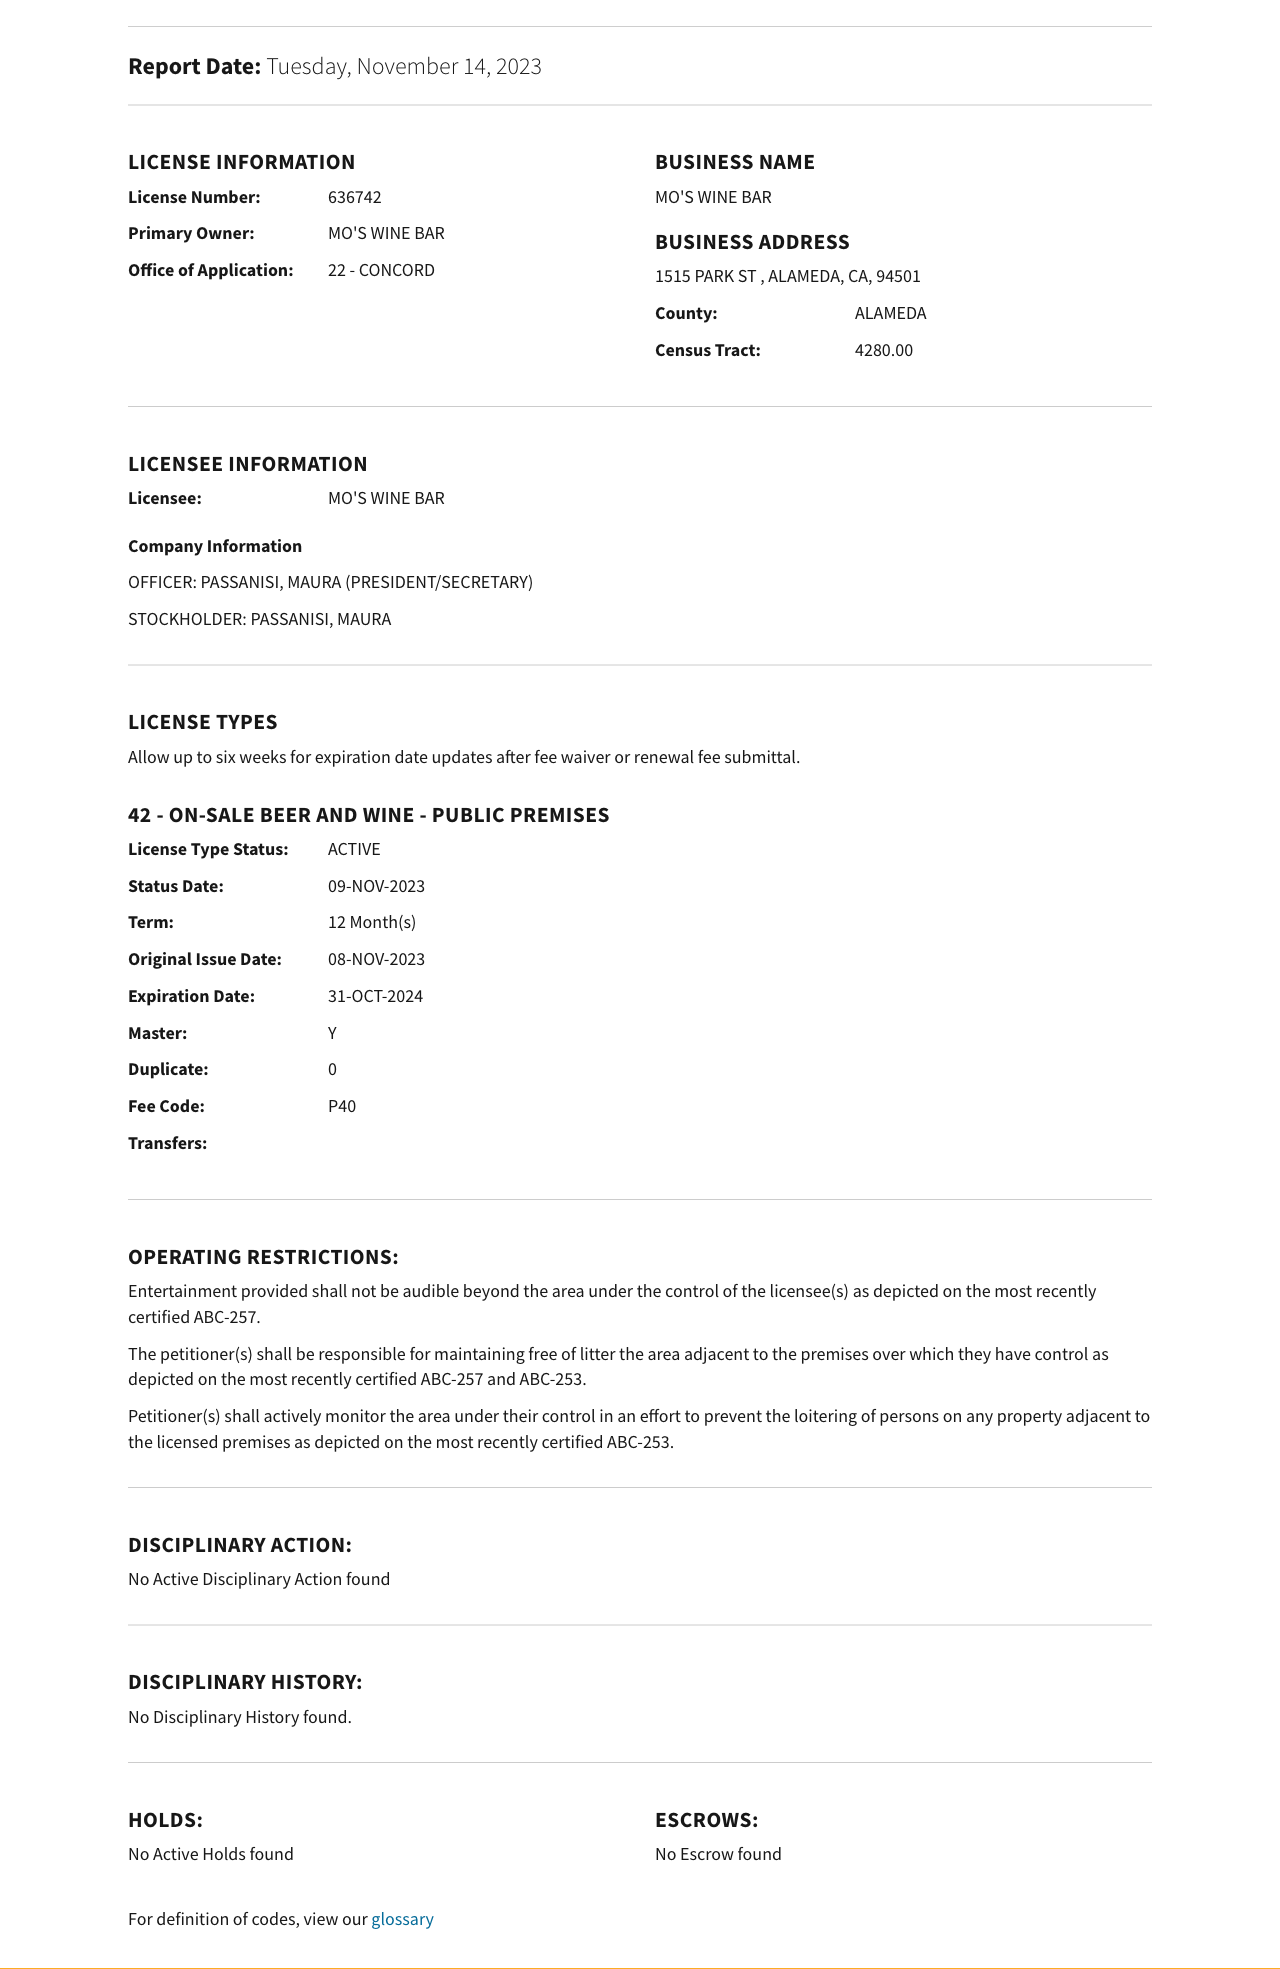 Report Date: Tuesday, November 14, 2023
LICENSE INFORMATION
License Number: 636742
Primary Owner: MO'S WINE BAR
Office of Application: 22 - CONCORD
BUSINESS NAME
MO'S WINE BAR
BUSINESS ADDRESS
1515 PARK ST , ALAMEDA, CA, 94501
County: ALAMEDA
Census Tract: 4280.00
LICENSEE INFORMATION
Licensee: MO'S WINE BAR
Company Information
OFFICER: PASSANISI, MAURA (PRESIDENT/SECRETARY)
STOCKHOLDER: PASSANISI, MAURA
LICENSE TYPES
Allow up to six weeks for expiration date updates after fee waiver or renewal fee submittal.
42 - ON-SALE BEER AND WINE - PUBLIC PREMISES
License Type Status: ACTIVE
Status Date: 09-NOV-2023
Term: 12 Month(s)
Original Issue Date: 08-NOV-2023
Expiration Date: 31-OCT-2024
Master: Y
Duplicate: 0
Fee Code: P40
Transfers:
OPERATING RESTRICTIONS:
Entertainment provided shall not be audible beyond the area under the control of the licensee(s) as depicted on the most recently
certified ABC-257.
The petitioner(s) shall be responsible for maintaining free of litter the area adjacent to the premises over which they have control as
depicted on the most recently certified ABC-257 and ABC-253.
Petitioner(s) shall actively monitor the area under their control in an effort to prevent the loitering of persons on any property adjacent to
the licensed premises as depicted on the most recently certified ABC-253.
DISCIPLINARY ACTION:
No Active Disciplinary Action found
DISCIPLINARY HISTORY:
No Disciplinary History found.
HOLDS:
No Active Holds found
ESCROWS:
No Escrow found
For definition of codes, view our glossary